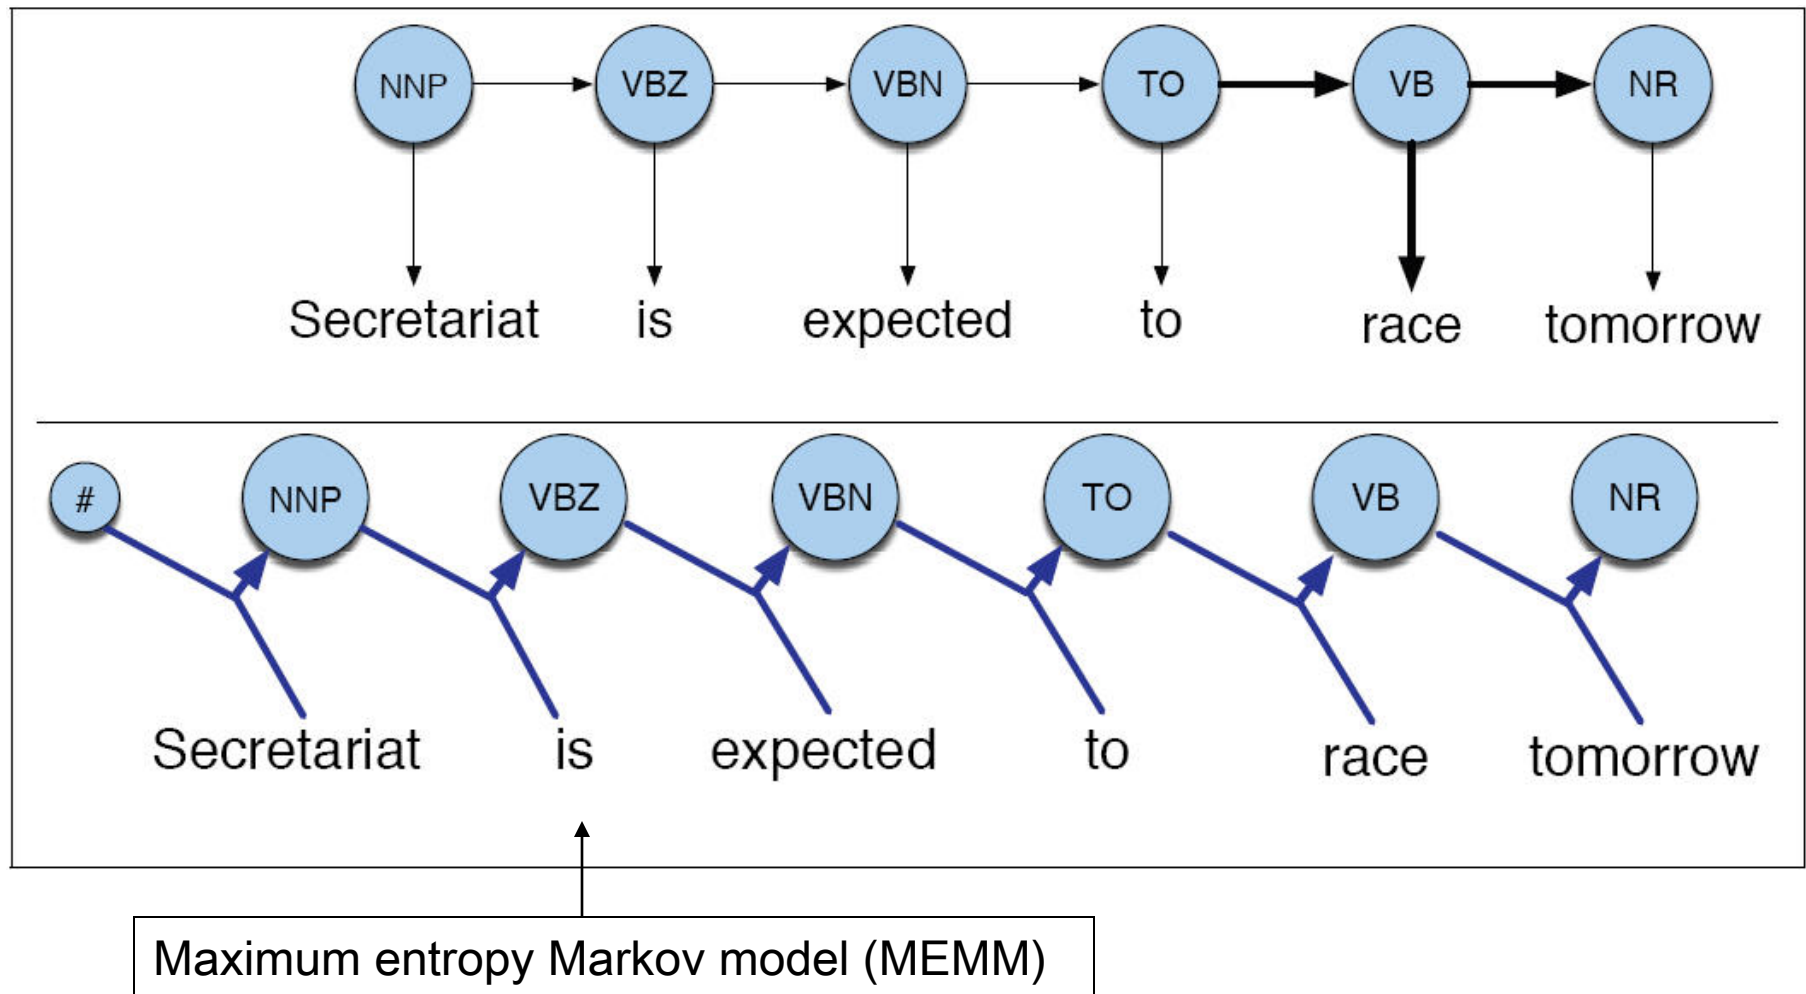 NNP VBZ VBN TO VB NR
Secretariat is expected to race tomorrow
# NNP VBZ VBN TO VB NR
Secretariat is expected to race tomorrow
Maximum entropy Markov model (MEMM)